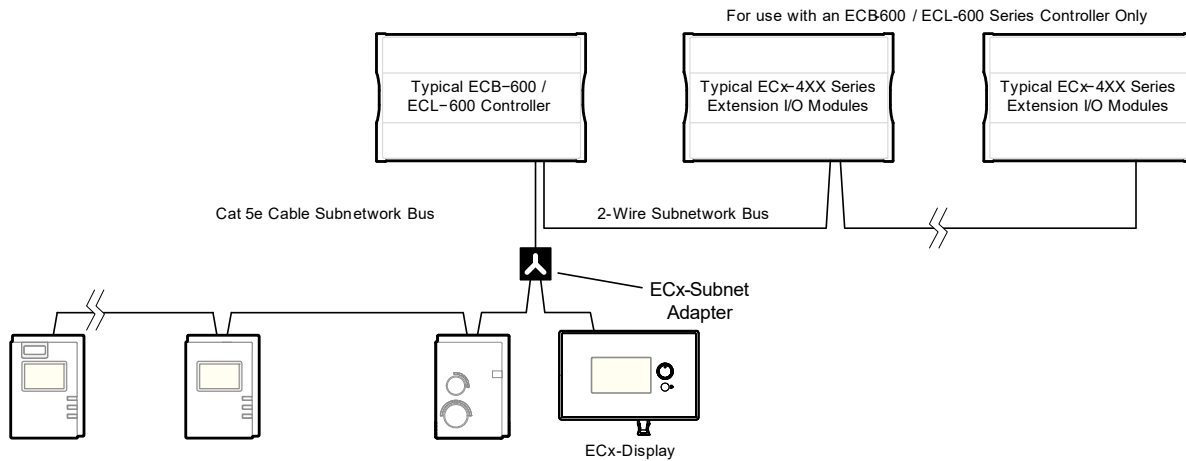 For use with an ECB-600 / ECL-600 Series Controller Only
Typical ECB-600 /
ECL-600 Controller
Typical ECx-4XX Series
Extension I/O Modules
Typical ECx-4XX Series
Extension I/O Modules
Cat 5e Cable Subnetwork Bus
2-Wire Subnetwork Bus
ECx-Subnet
Adapter
ECx-Display